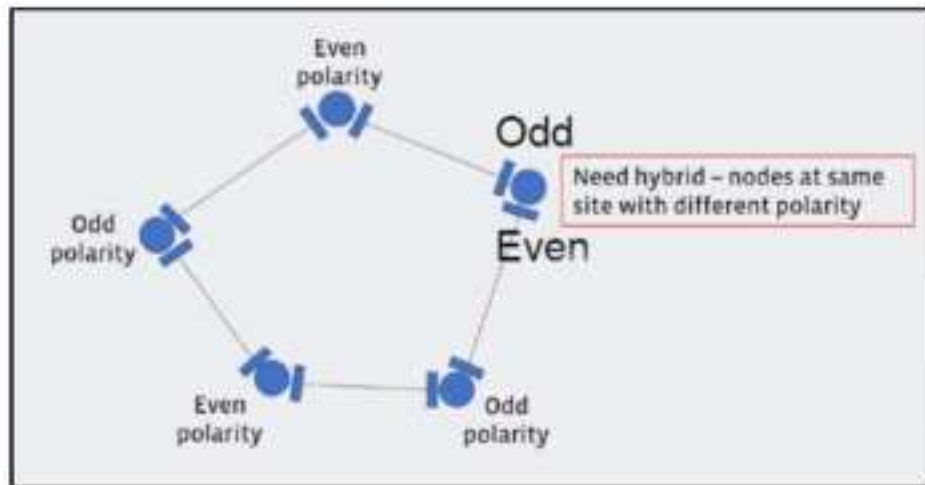 Even
polarity
Odd
Need hybrid – nodes at same
site with different polarity
Odd
polarity
Even
Even
polarity
Odd
polarity